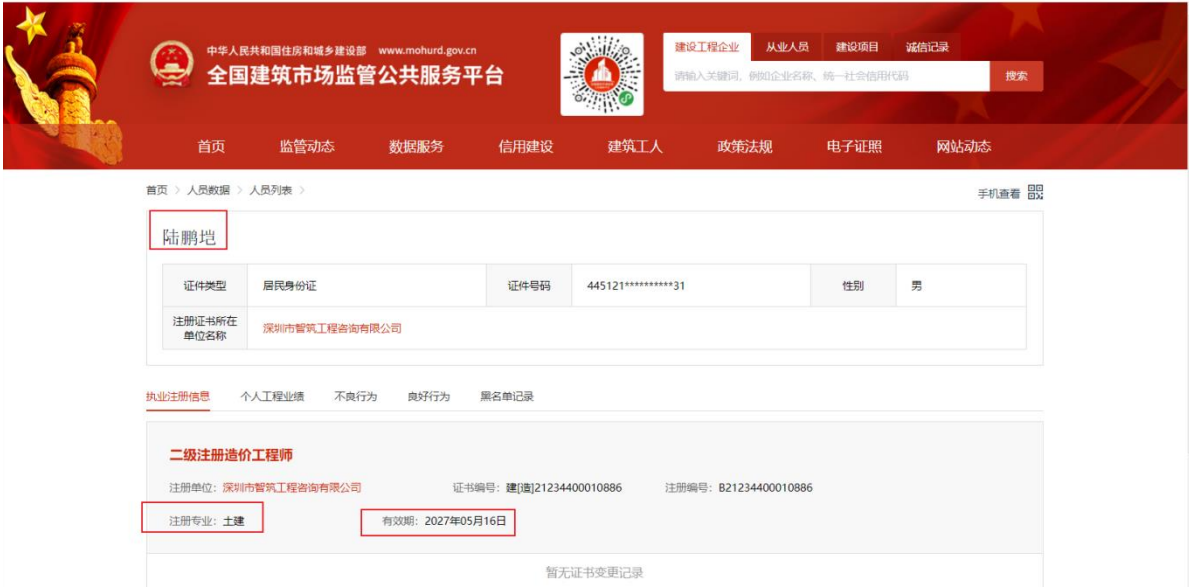 中华人民共和国住房和城乡建设部 www.mohurd.gov.cn
全国建筑市场监管公共服务平台
建设工程企业 从业人员 建设项目 诚信记录
请输入关键词，例如企业名称、统一社会信用代码 搜索
首页 监管动态 数据服务 信用建设 建筑工人 政策法规 电子证照 网站动态
首页 > 人员数据 > 人员列表 >
手机查看
陆鹏垲
证件类型 居民身份证 证件号码 445121**********31 性别 男
注册证书所在
单位名称
深圳市智筑工程咨询有限公司
执业注册信息 个人工程业绩 不良行为 良好行为 黑名单记录
二级注册造价工程师
注册单位：深圳市智筑工程咨询有限公司 证书编号：建[造]21234400010886 注册编号：B21234400010886
注册专业：土建 有效期：2027年05月16日
暂无证书变更记录